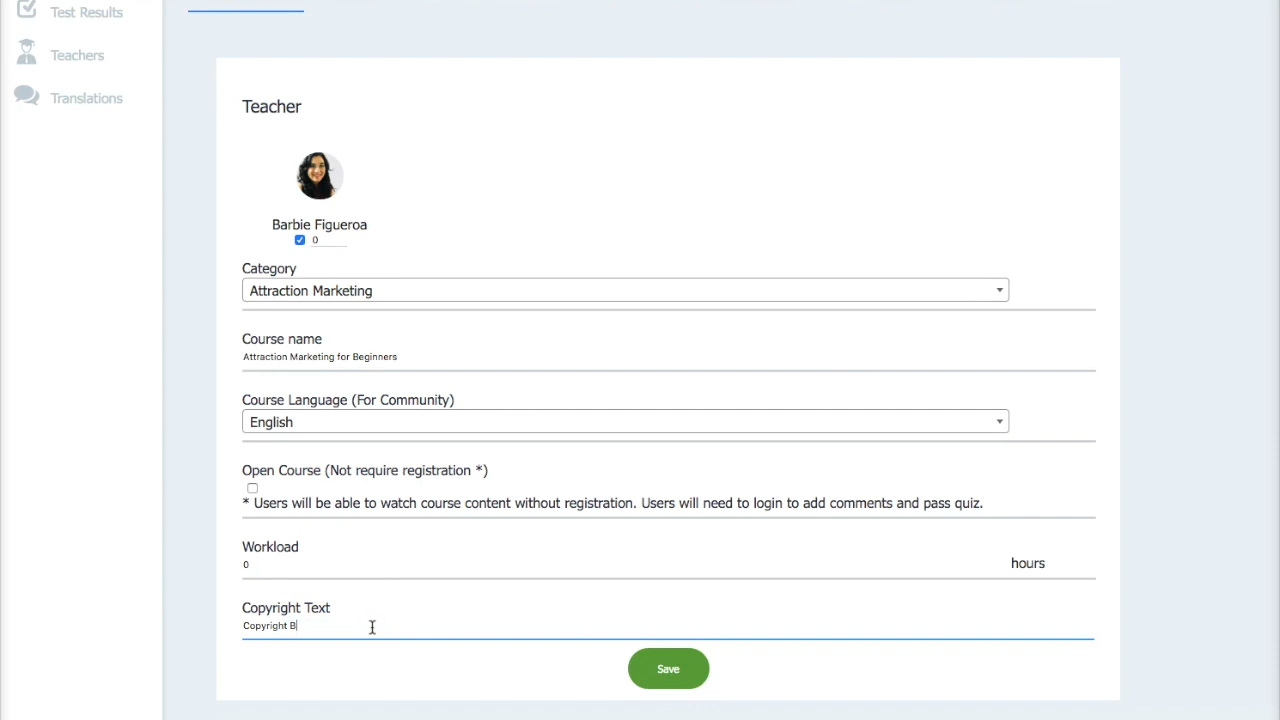 Test Results
Teachers
Translations
Teacher
Barbie Figueroa
0
Category
Attraction Marketing
Course name
Attraction Marketing for Beginners
Course Language (For Community)
English
Open Course (Not require registration *)
* Users will be able to watch course content without registration. Users will need to login to add comments and pass quiz.
Workload
0 hours
Copyright Text
Copyright B
Save